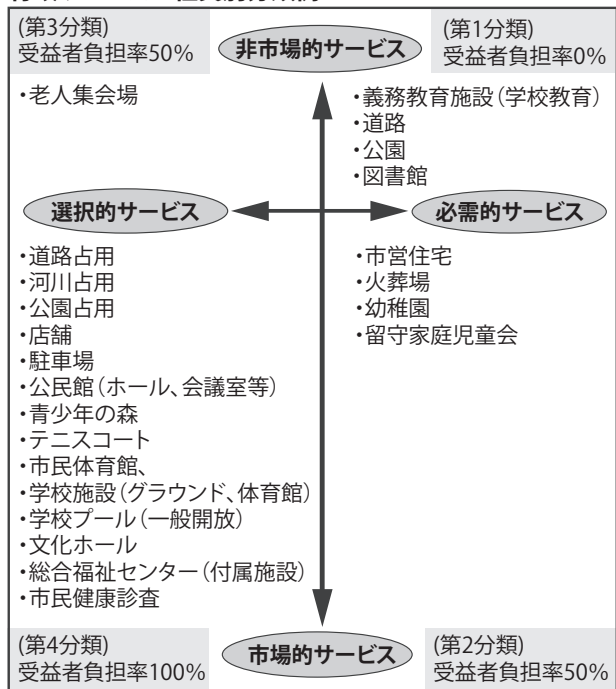 (第3分類)
受益者負担率50%
非市場的サービス
(第1分類)
受益者負担率0%
・老人集会場
・義務教育施設(学校教育)
・道路
・公園
・図書館
選択的サービス
必需的サービス
・道路占用
・河川占用
・公園占用
・店舗
・駐車場
・公民館(ホール、会議室等)
・青少年の森
・テニスコート
・市民体育館、
・学校施設(グラウンド、体育館)
・学校プール(一般開放)
・文化ホール
・総合福祉センター(付属施設)
・市民健康診査
・市営住宅
・火葬場
・幼稚園
・留守家庭児童会
(第4分類)
受益者負担率100%
市場的サービス
(第2分類)
受益者負担率50%